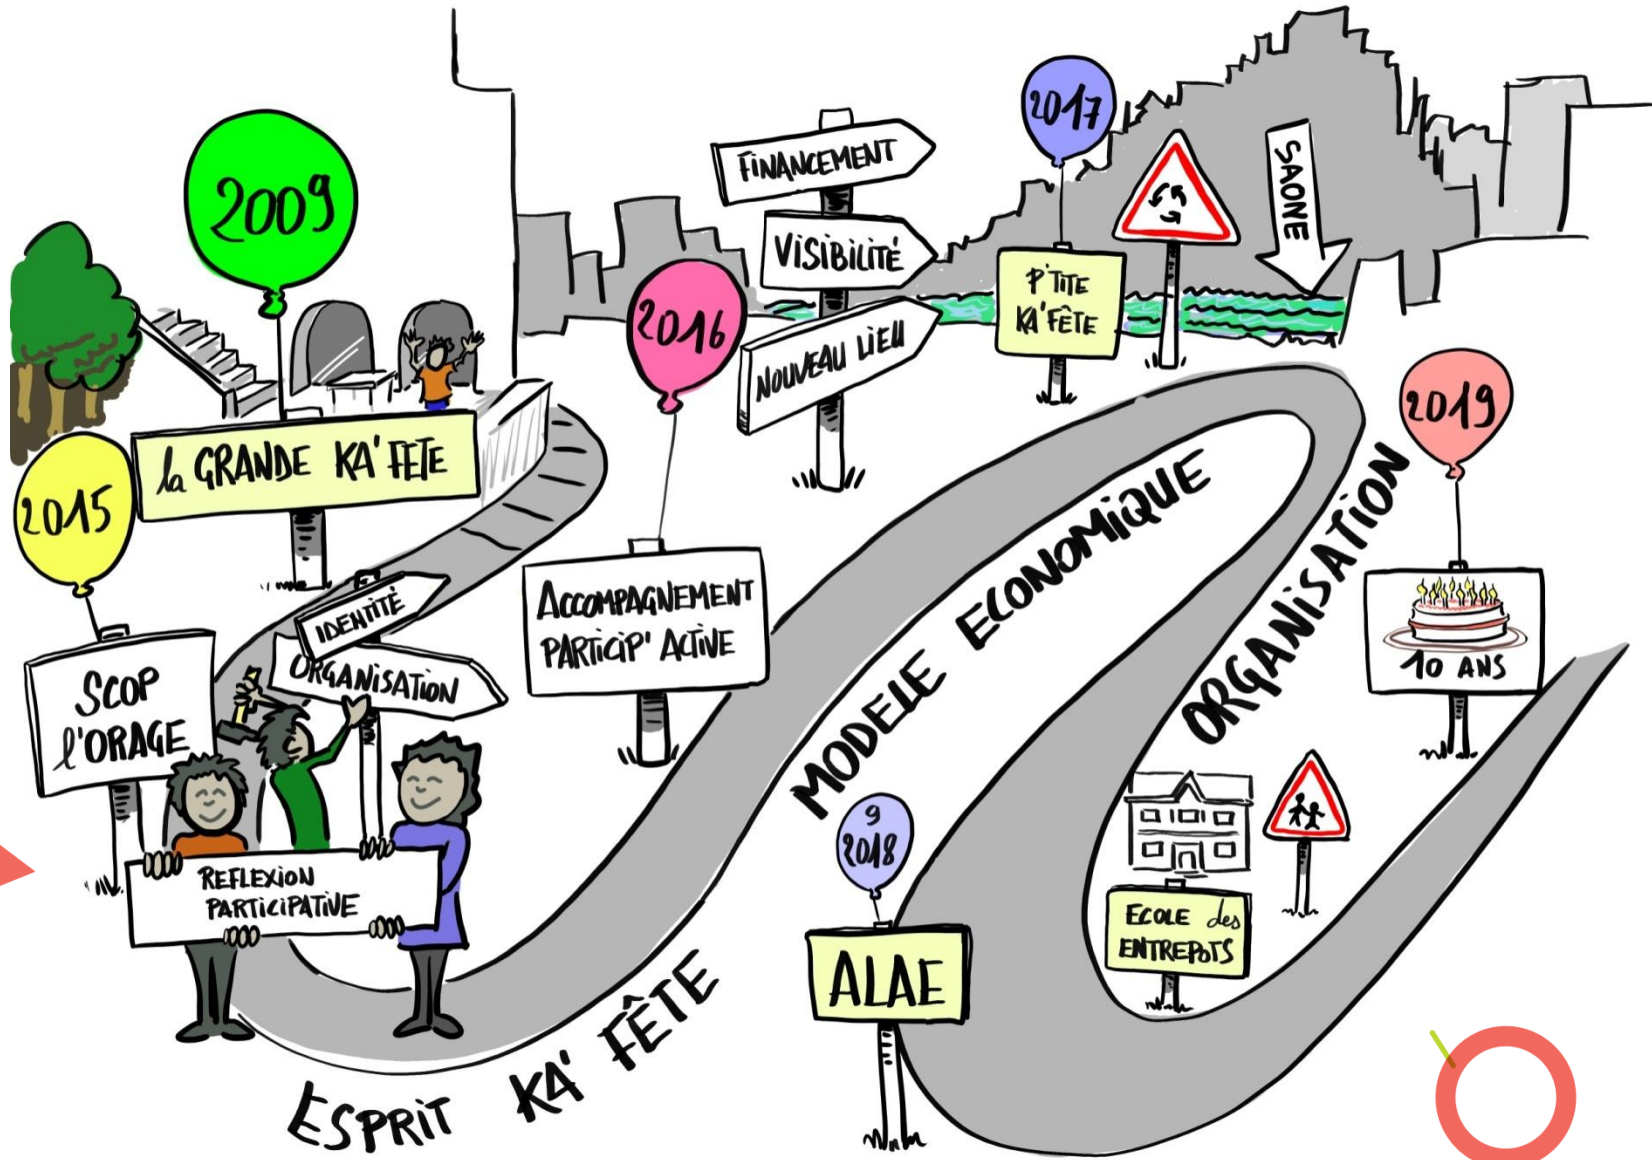 2009
la GRANDE KA' FETE
2015
SCOP
l'ORAGE
IDENTITÉ
ORGANISATION
REFLEXION
PARTICIPATIVE
ESPRIT KA' FÊTE
2016
ACCOMPAGNEMENT
PARTICIP' ACTIVE
FINANCEMENT
VISIBILITÉ
NOUVEAU LIEU
2017
P'TITE
KA' FÊTE
SAONE
MODELE ECONOMIQUE
9
2018
ALAE
ORGANISATION
ECOLE des
ENTREPOTS
2019
10 ANS